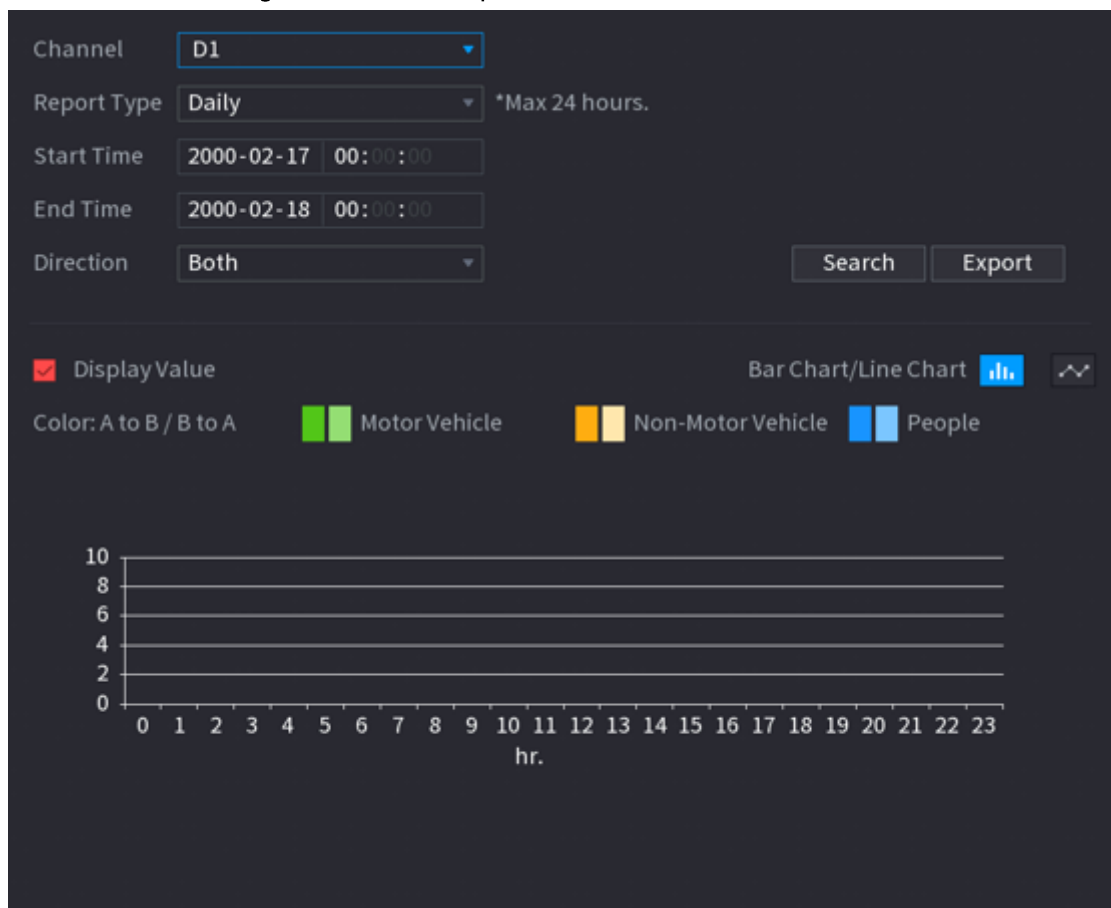 Channel D1
Report Type Daily *Max 24 hours.
Start Time 2000-02-17 00:00:00
End Time 2000-02-18 00:00:00
Direction Both Search Export
Display Value Bar Chart/Line Chart
Color: A to B / B to A Motor Vehicle Non-Motor Vehicle People
10
8
6
4
2
0
0 1 2 3 4 5 6 7 8 9 10 11 12 13 14 15 16 17 18 19 20 21 22 23
hr.